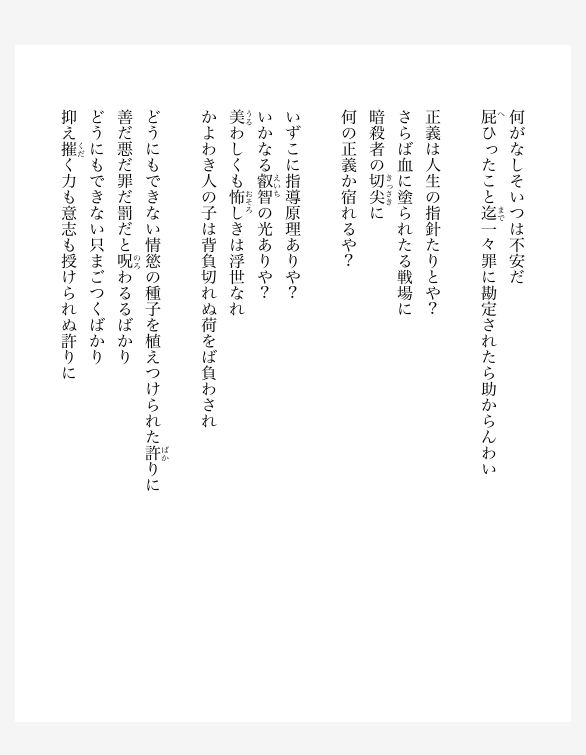 何がなしそいつは不安だ
屁ひったこと迄一々罪に勘定されたら助からんわい
正義は人生の指針たりとや？
さらば血に塗られたる戦場に
暗殺者の切尖に
何の正義か宿れるや？
いずこに指導原理ありや？
いかなる叡智の光ありや？
美わしくも怖しきは浮世なれ
かよわき人の子は背負切れぬ荷をば負わされ
どうにもできない情慾の種子を植えつけられた許りに
善だ悪だ罪だ罰だと呪わるるばかり
どうにもできない只まごつくばかり
抑え摧く力も意志も授けられぬ許りに